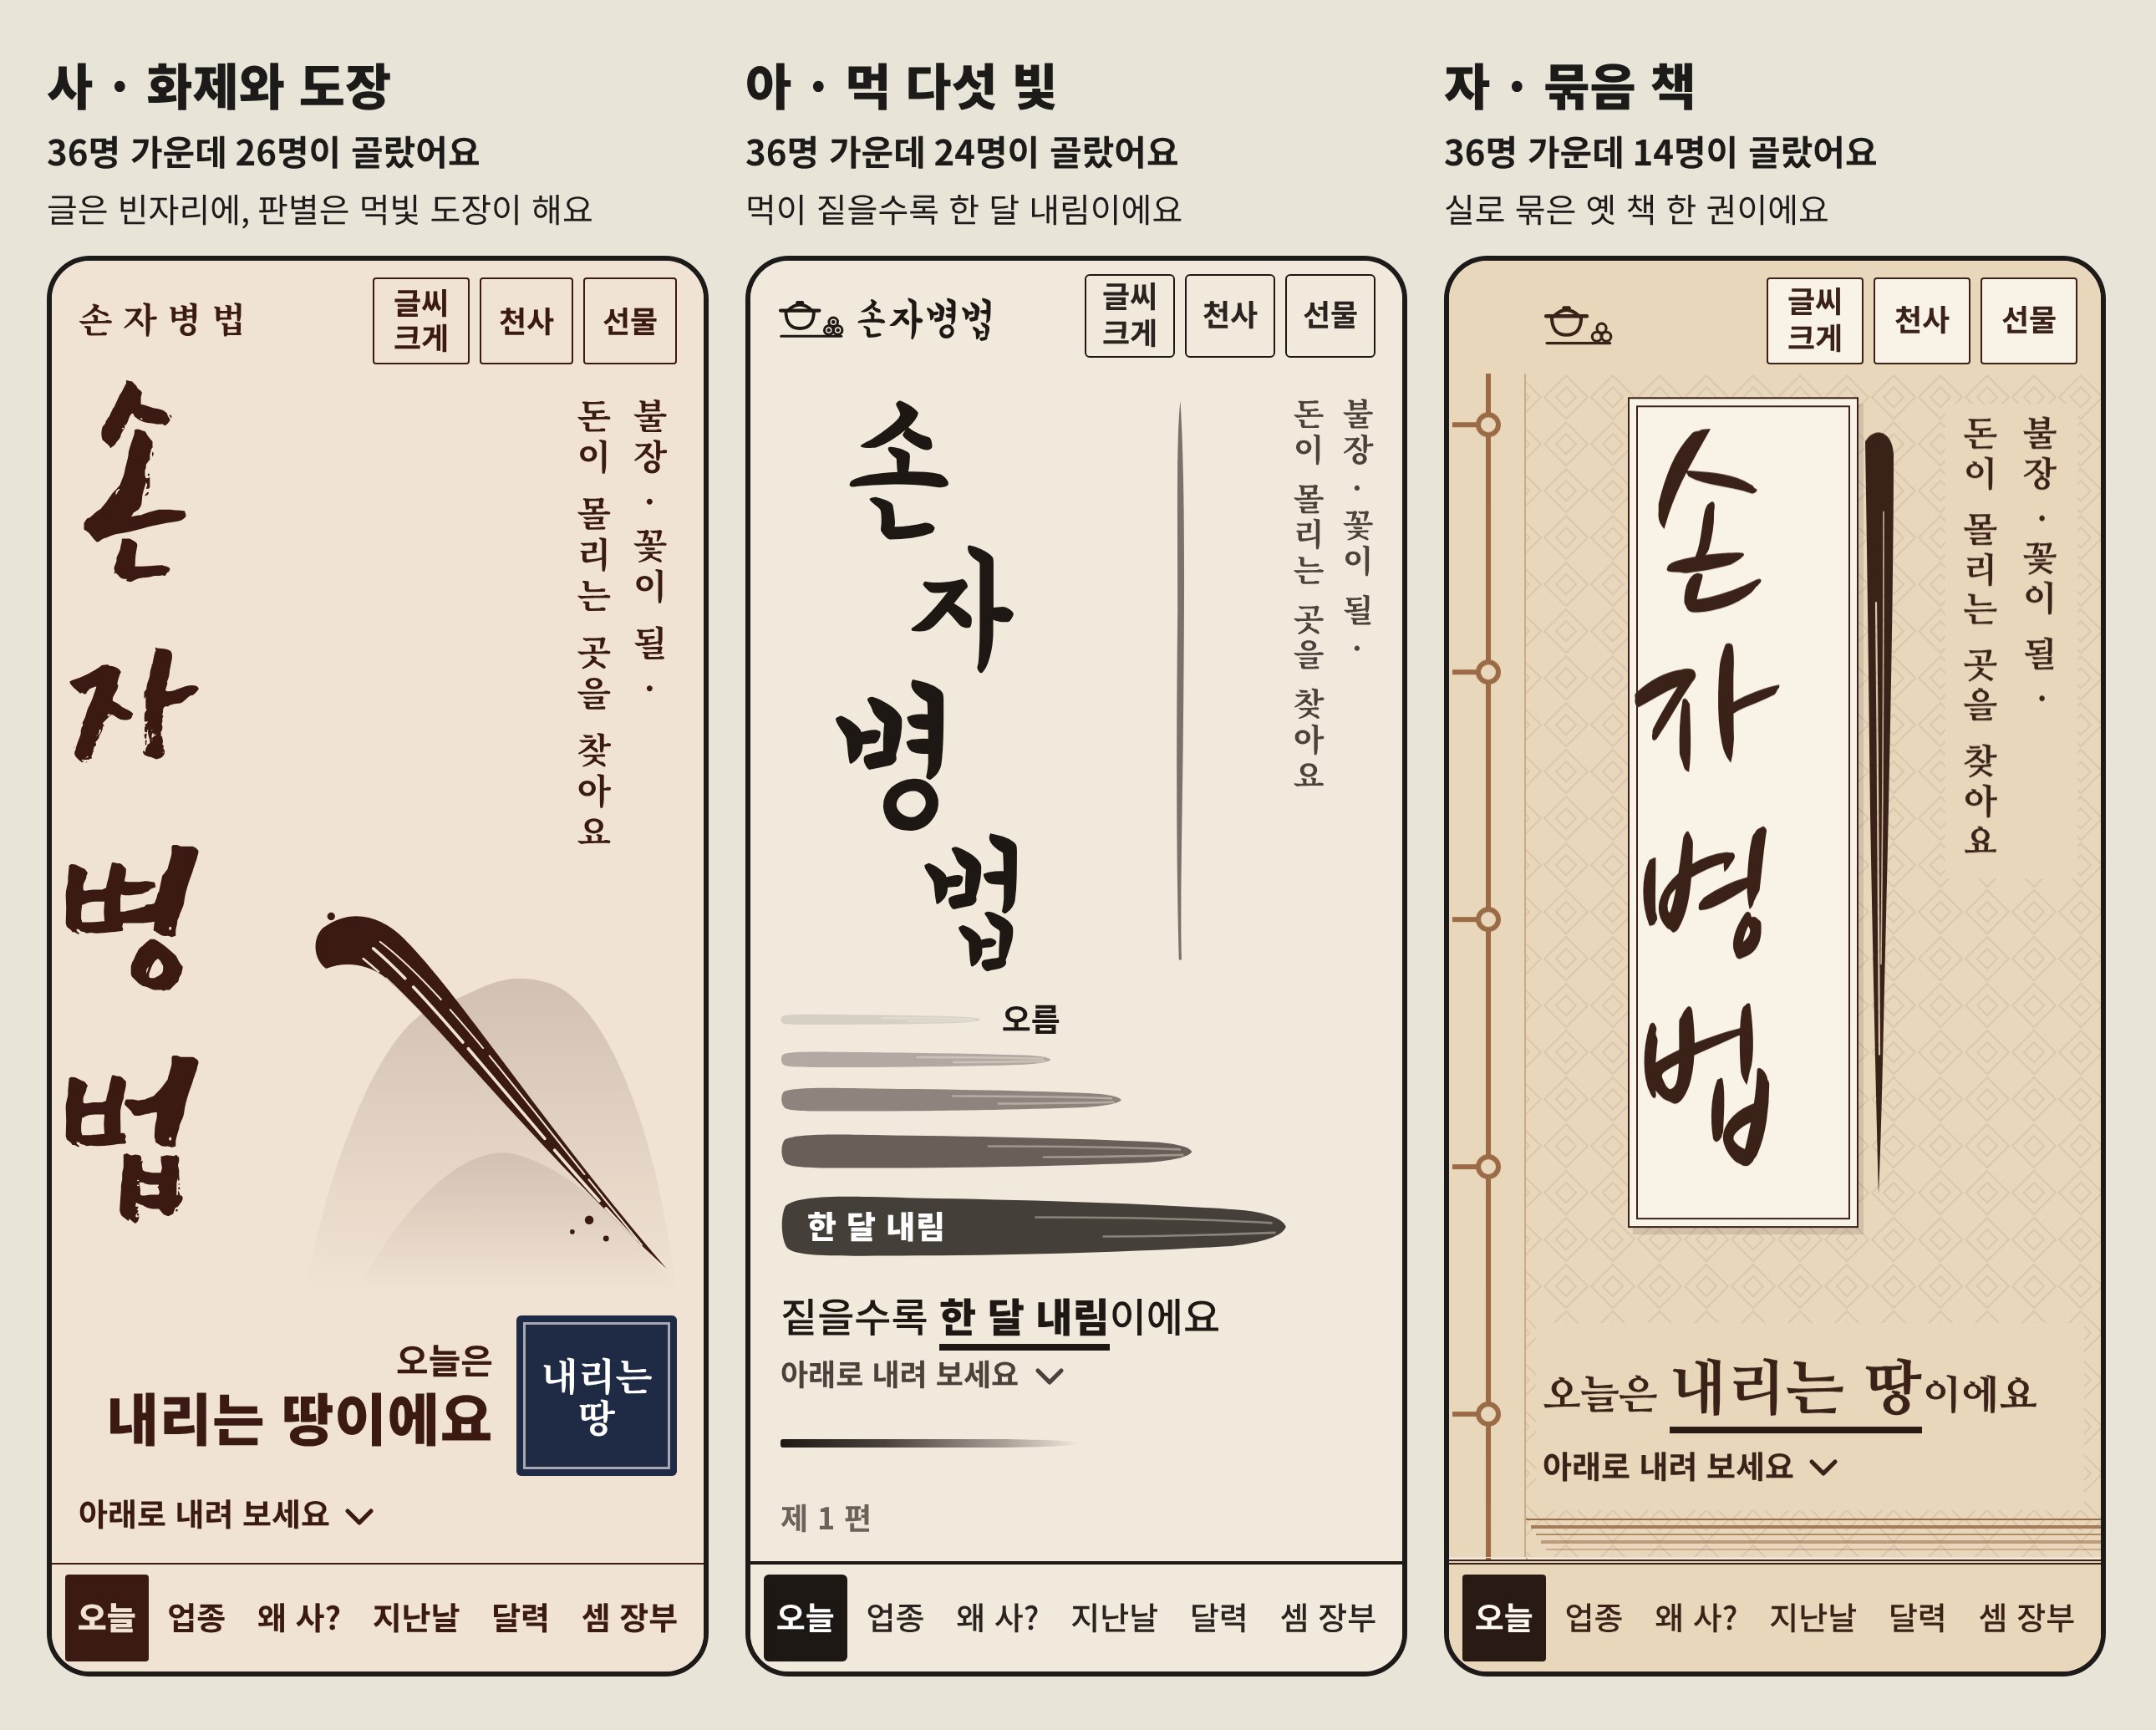 사 · 화제와 도장
36명 가운데 26명이 골랐어요
글은 빈자리에, 판별은 먹빛 도장이 해요
손자병법
글씨
크게
천사
선물
손자병법
불장 · 꽃이 될 ·
돈이 몰리는 곳을 찾아요
오늘은
내리는 땅이에요
내리는
땅
아래로 내려 보세요
오늘 업종 왜 사? 지난날 달력 셈 장부
아 · 먹 다섯 빛
36명 가운데 24명이 골랐어요
먹이 짙을수록 한 달 내림이에요
손자병법
글씨
크게
천사
선물
손자병법
불장 · 꽃이 될 ·
돈이 몰리는 곳을 찾아요
오름
한 달 내림
짙을수록 한 달 내림이에요
아래로 내려 보세요
제 1 편
오늘 업종 왜 사? 지난날 달력 셈 장부
자 · 묶음 책
36명 가운데 14명이 골랐어요
실로 묶은 옛 책 한 권이에요
글씨
크게
천사
선물
손자병법
불장 · 꽃이 될 ·
돈이 몰리는 곳을 찾아요
오늘은 내리는 땅이에요
아래로 내려 보세요
오늘 업종 왜 사? 지난날 달력 셈 장부